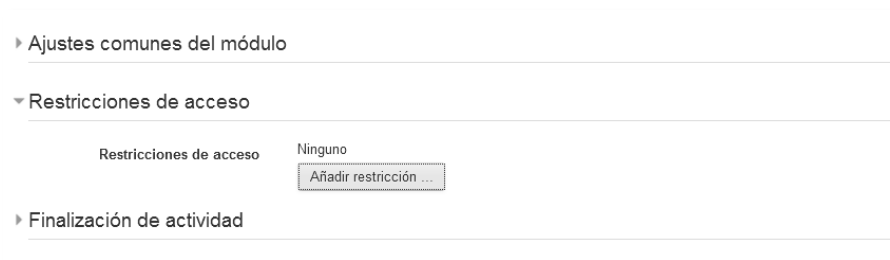 Ajustes comunes del módulo
Restricciones de acceso
Restricciones de acceso
Ninguno
Añadir restricción ...
Finalización de actividad